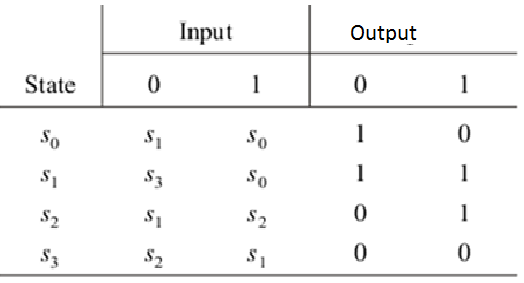 Input Output
State 0 1 0 1
s₀ s₁ s₀ 1 0
s₁ s₃ s₀ 1 1
s₂ s₁ s₂ 0 1
s₃ s₂ s₁ 0 0